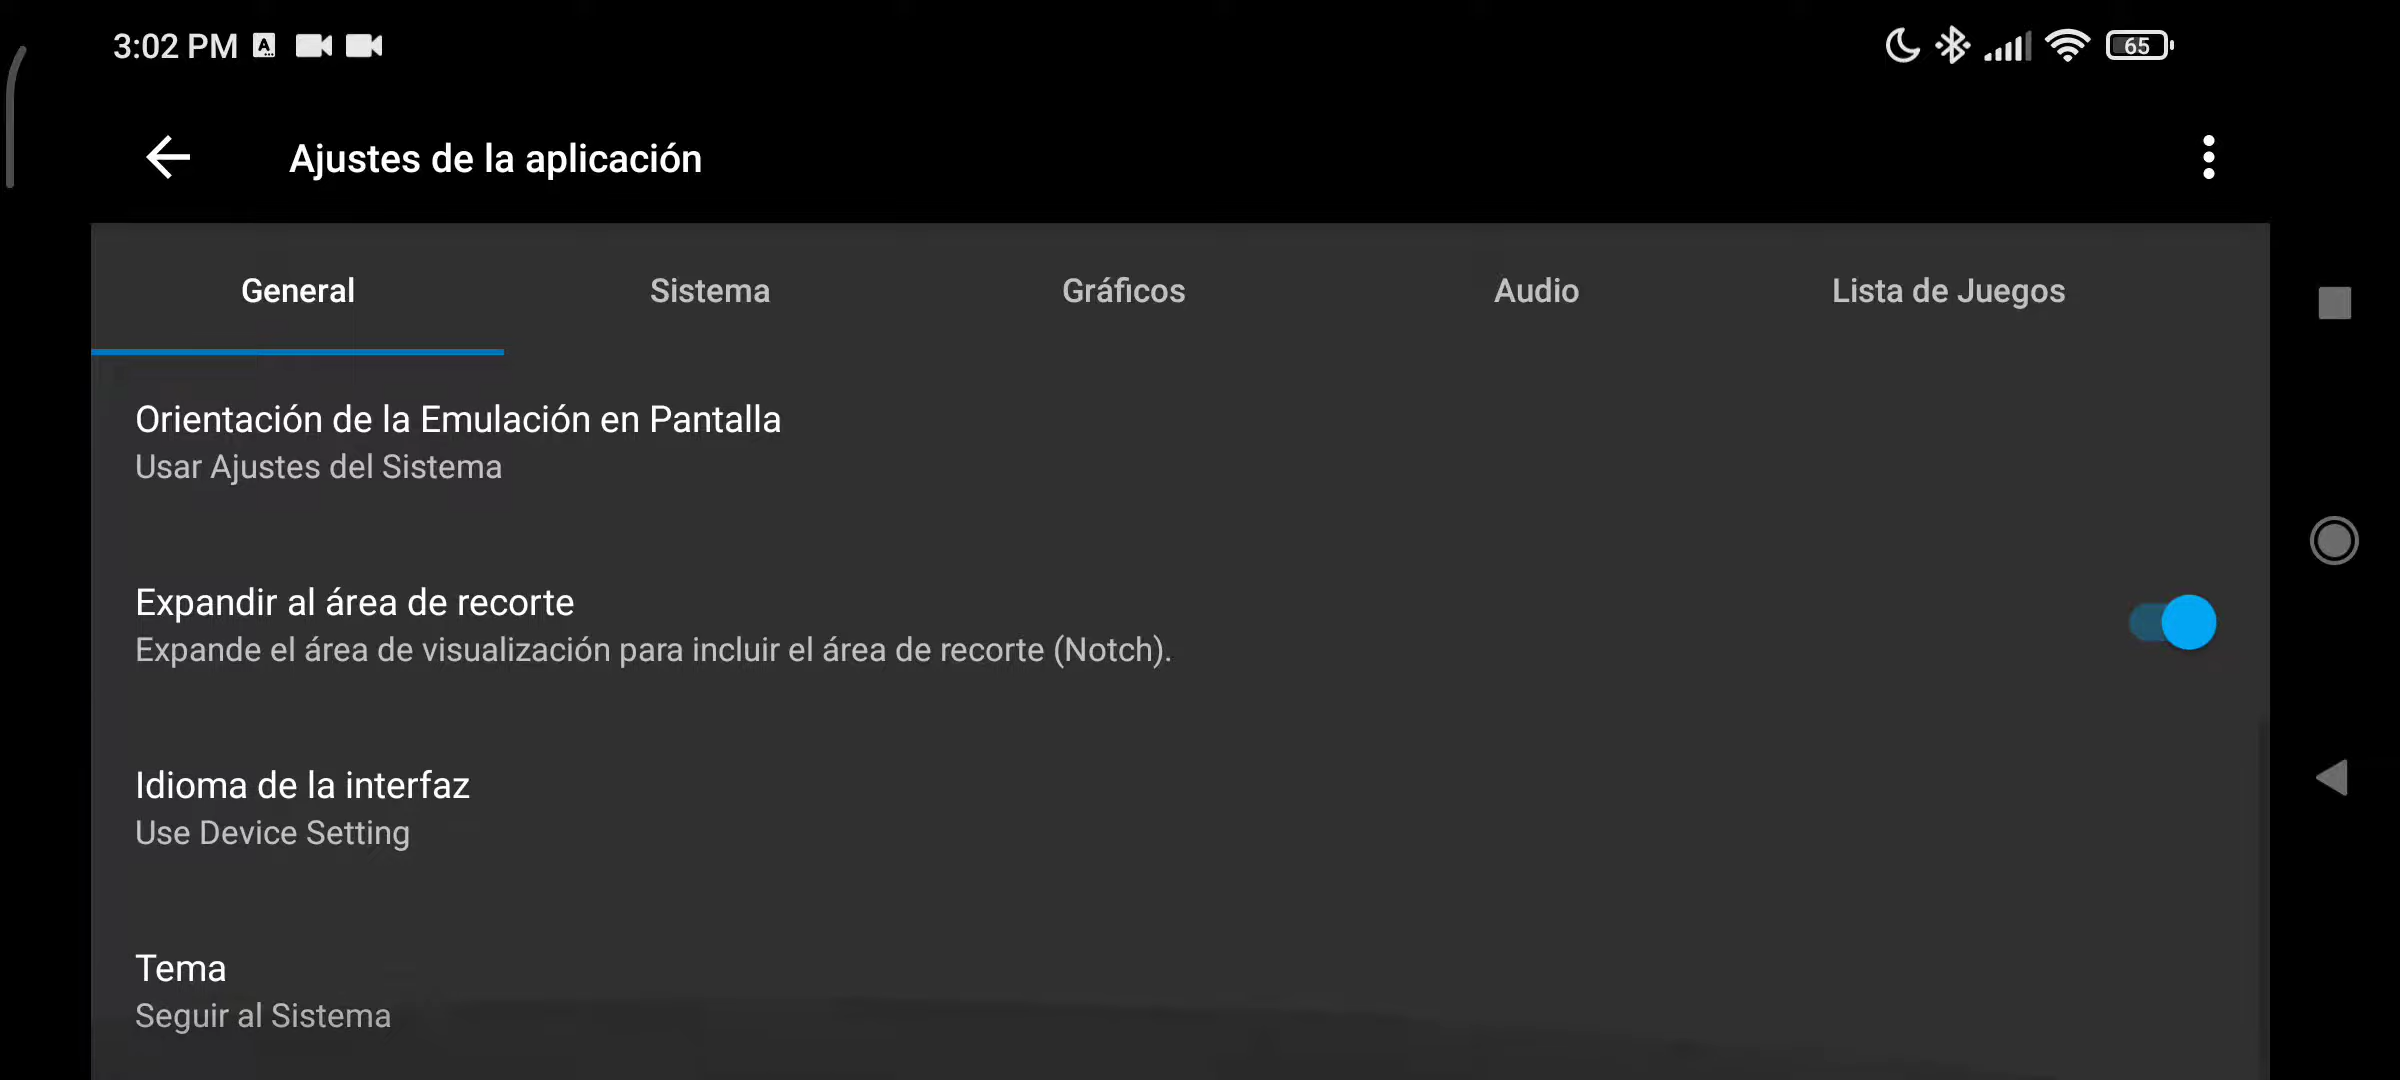 3:02 PM
65
Ajustes de la aplicación
General
Sistema
Gráficos
Audio
Lista de Juegos
Orientación de la Emulación en Pantalla
Usar Ajustes del Sistema
Expandir al área de recorte
Expande el área de visualización para incluir el área de recorte (Notch).
Idioma de la interfaz
Use Device Setting
Tema
Seguir al Sistema